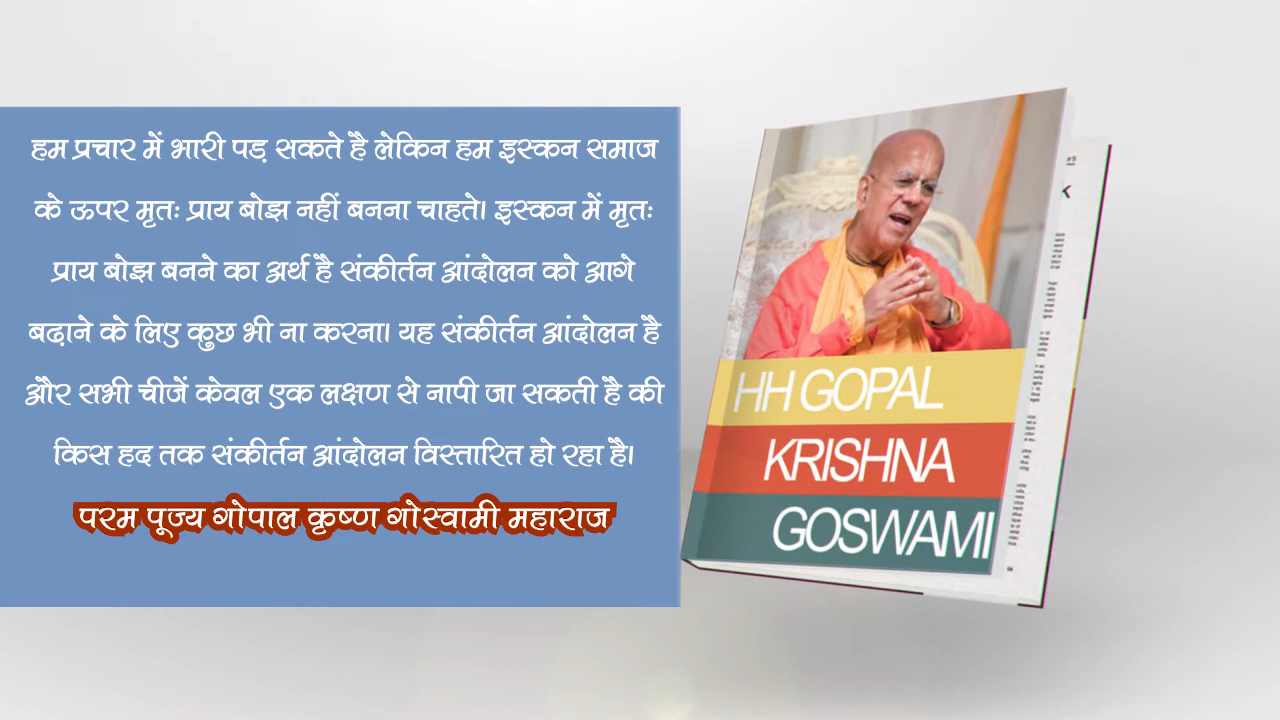 हम प्रचार में भारी पड़ सकते है लेकिन हम इस्कन समाज
के ऊपर मृतः प्राय बोझ नहीं बनना चाहते। इस्कन में मृतः
प्राय बोझ बनने का अर्थ है संकीर्तन आंदोलन को आगे
बढ़ाने के लिए कुछ भी ना करना। यह संकीर्तन आंदोलन है
और सभी चीजें केवल एक लक्षण से नापी जा सकती है की
किस हद तक संकीर्तन आंदोलन विस्तारित हो रहा है।
परम पूज्य गोपाल कृष्ण गोस्वामी महाराज
HH GOPAL
KRISHNA
GOSWAMI